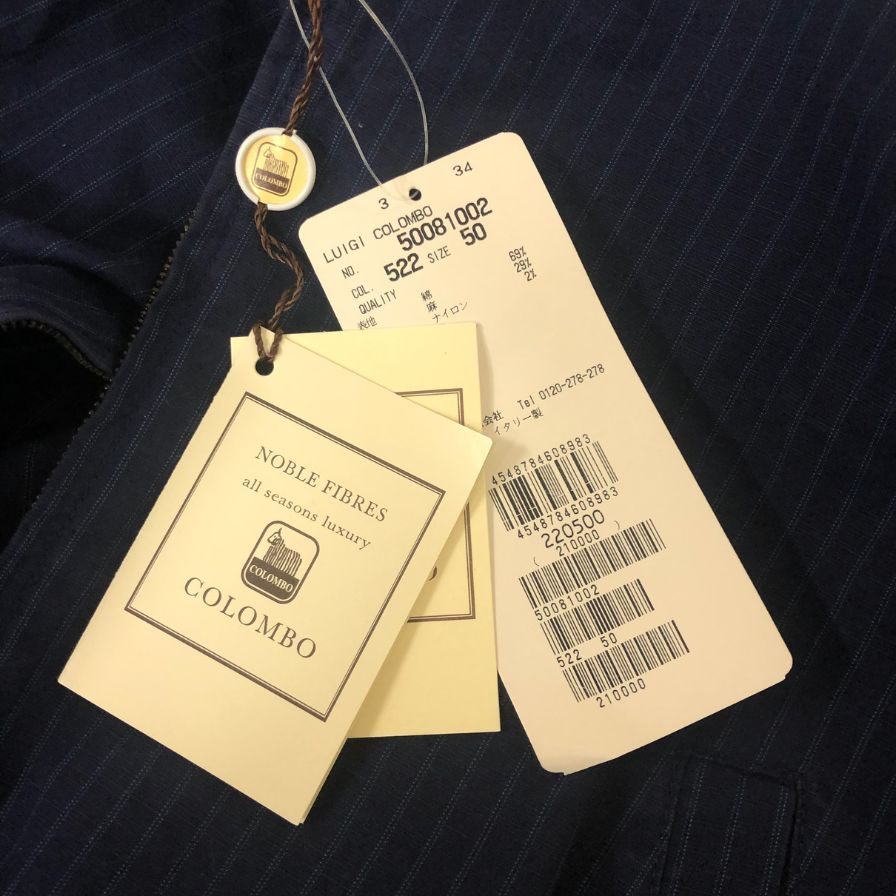 COLOMBO
3 34
LUIGI COLOMBO
NO. 50081002
COL. 522 SIZE 50
QUALITY 綿 69%
表地 麻 29%
ナイロン 2%
会社 Tel 0120-278-278
イタリー製
4548784608983
4548784608983
220500
( 210000 )
50081002
522 50
210000
NOBLE FIBRES
all seasons luxury
COLOMBO
COLOMBO
O